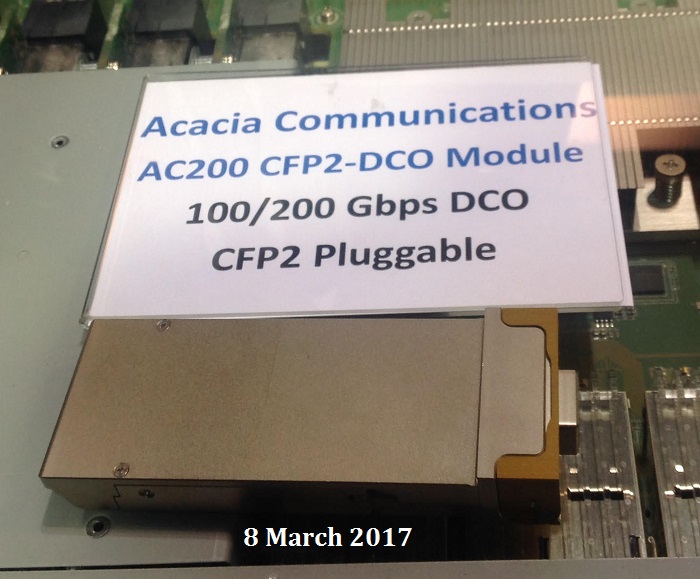 Acacia Communications
AC200 CFP2-DCO Module
100/200 Gbps DCO
CFP2 Pluggable
8 March 2017